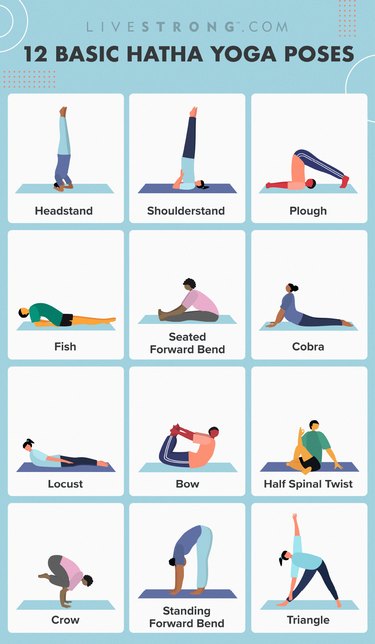 LIVESTRONG.COM
12 BASIC HATHA YOGA POSES
Headstand
Shoulderstand
Plough
Fish
Seated
Forward Bend
Cobra
Locust
Bow
Half Spinal Twist
Crow
Standing
Forward Bend
Triangle